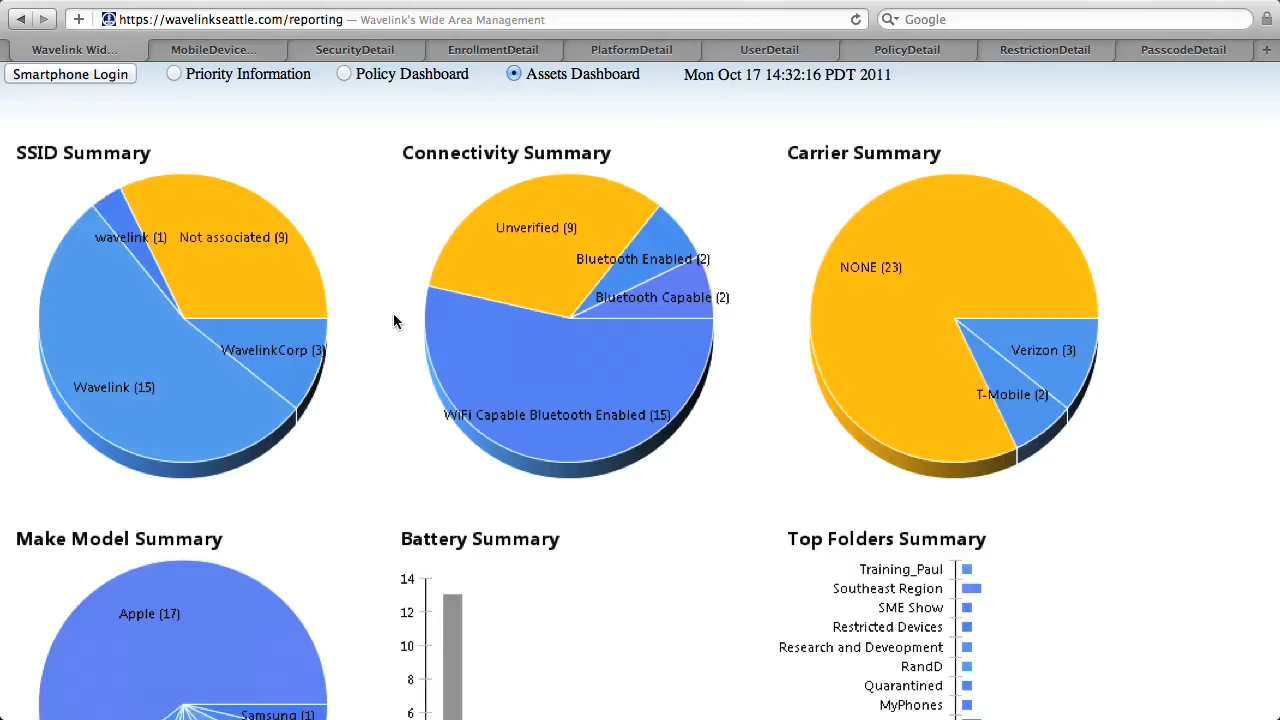 https://wavelinkseattle.com/reporting — Wavelink's Wide Area Management
Google
Wavelink Wid...
MobileDevice...
SecurityDetail
EnrollmentDetail
PlatformDetail
UserDetail
PolicyDetail
RestrictionDetail
PasscodeDetail
Smartphone Login
Priority Information
Policy Dashboard
Assets Dashboard
Mon Oct 17 14:32:16 PDT 2011
SSID Summary
wavelink (1)
Not associated (9)
WavelinkCorp (3)
Wavelink (15)
Connectivity Summary
Unverified (9)
Bluetooth Enabled (2)
Bluetooth Capable (2)
WiFi Capable Bluetooth Enabled (15)
Carrier Summary
NONE (23)
Verizon (3)
T-Mobile (2)
Make Model Summary
Apple (17)
Samsung (1)
Battery Summary
14
12
10
8
6
Top Folders Summary
Training_Paul
Southeast Region
SME Show
Restricted Devices
Research and Deveopment
RandD
Quarantined
MyPhones